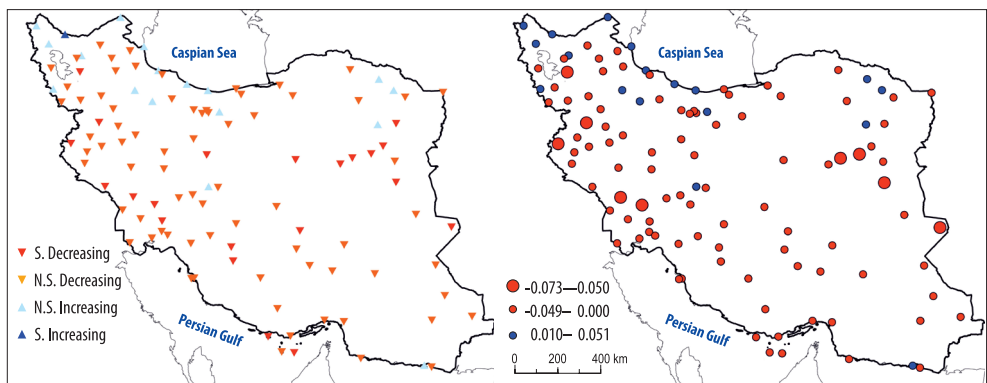 Caspian Sea
S. Decreasing
N.S. Decreasing
N.S. Increasing
S. Increasing
Persian Gulf
Caspian Sea
-0.073—-0.050
-0.049— 0.000
0.010— 0.051
0 200 400 km
Persian Gulf